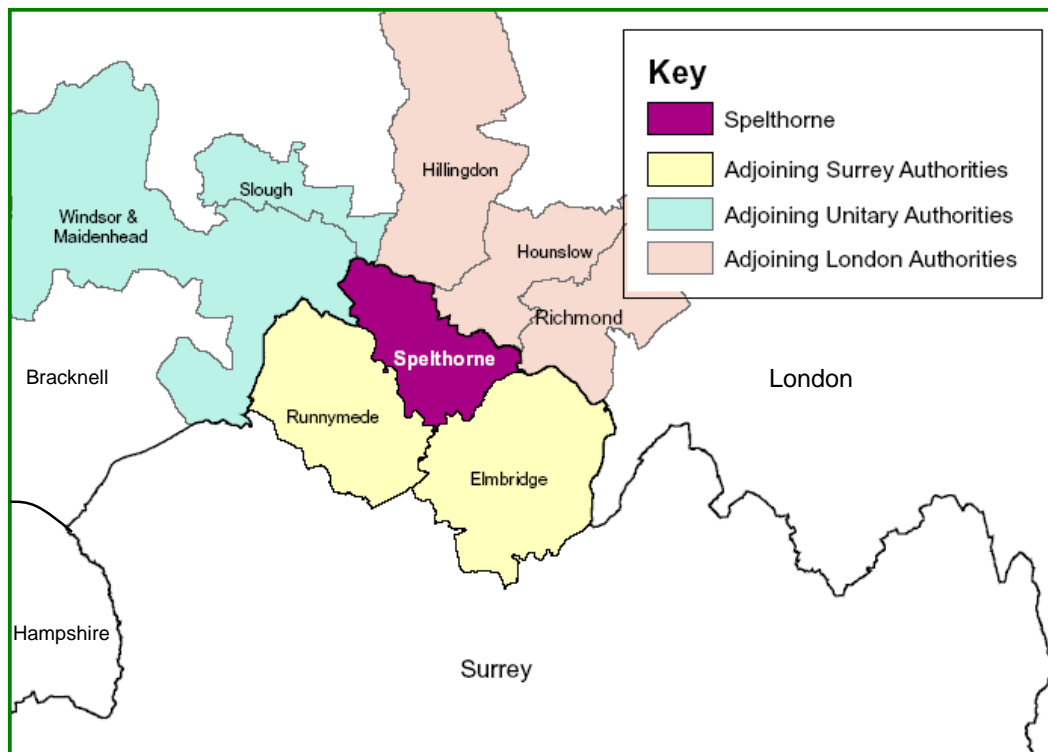 Key
Spelthorne
Adjoining Surrey Authorities
Adjoining Unitary Authorities
Adjoining London Authorities
Hillingdon
Slough
Windsor &
Maidenhead
Hounslow
Richmond
Spelthorne
Bracknell
London
Runnymede
Elmbridge
Hampshire
Surrey